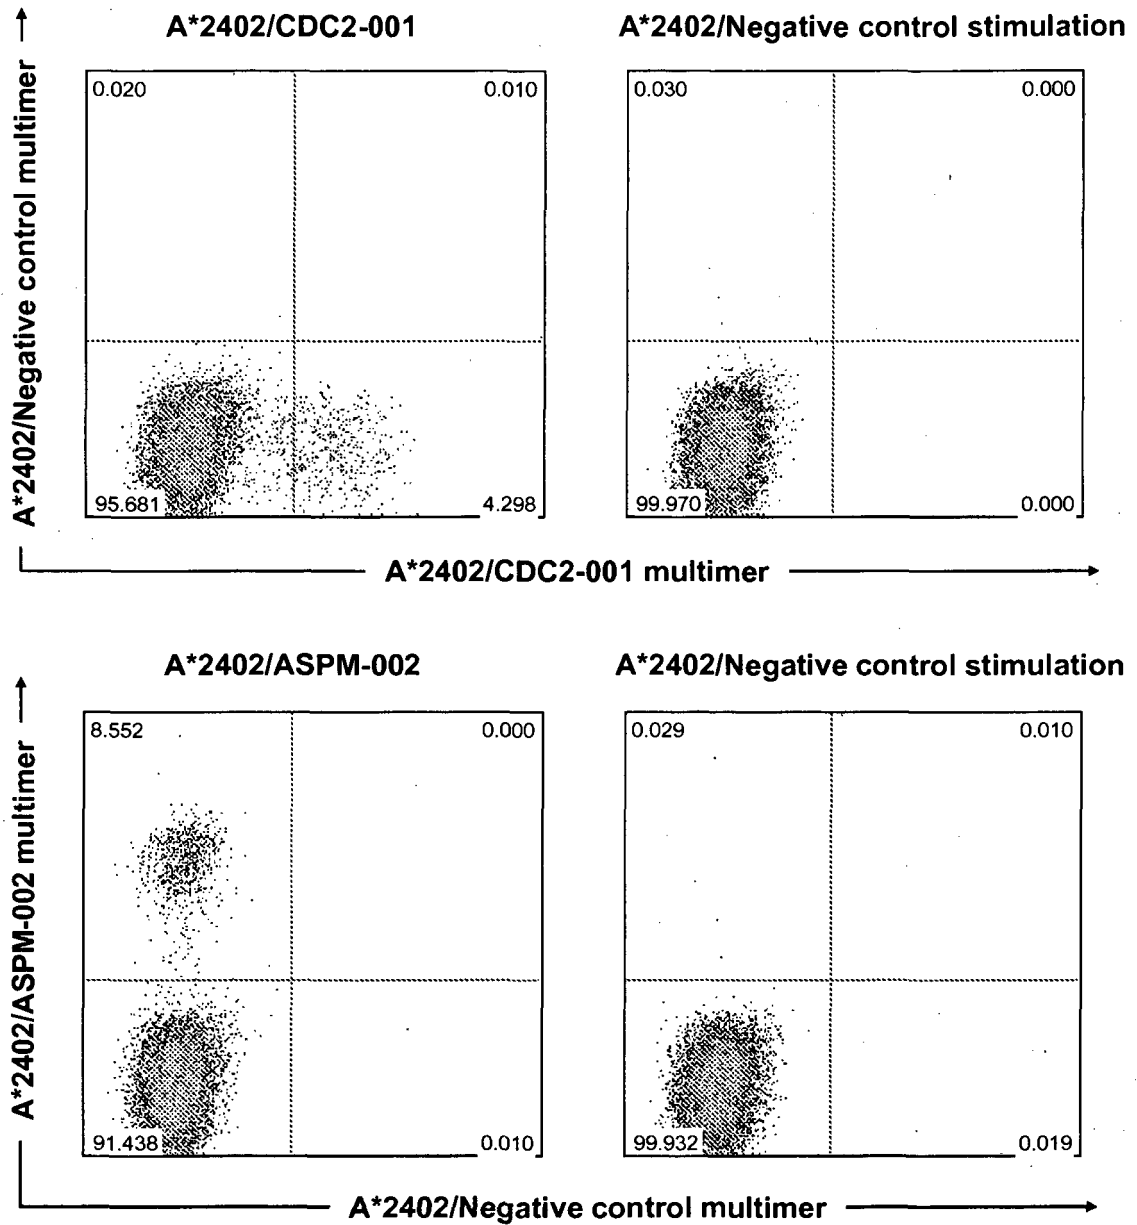 A*2402/CDC2-001
A*2402/Negative control stimulation
A*2402/Negative control multimer
0.020
0.010
95.681
4.298
0.030
0.000
99.970
0.000
A*2402/CDC2-001 multimer
A*2402/ASPM-002
A*2402/Negative control stimulation
A*2402/ASPM-002 multimer
8.552
0.000
91.438
0.010
0.029
0.010
99.932
0.019
A*2402/Negative control multimer